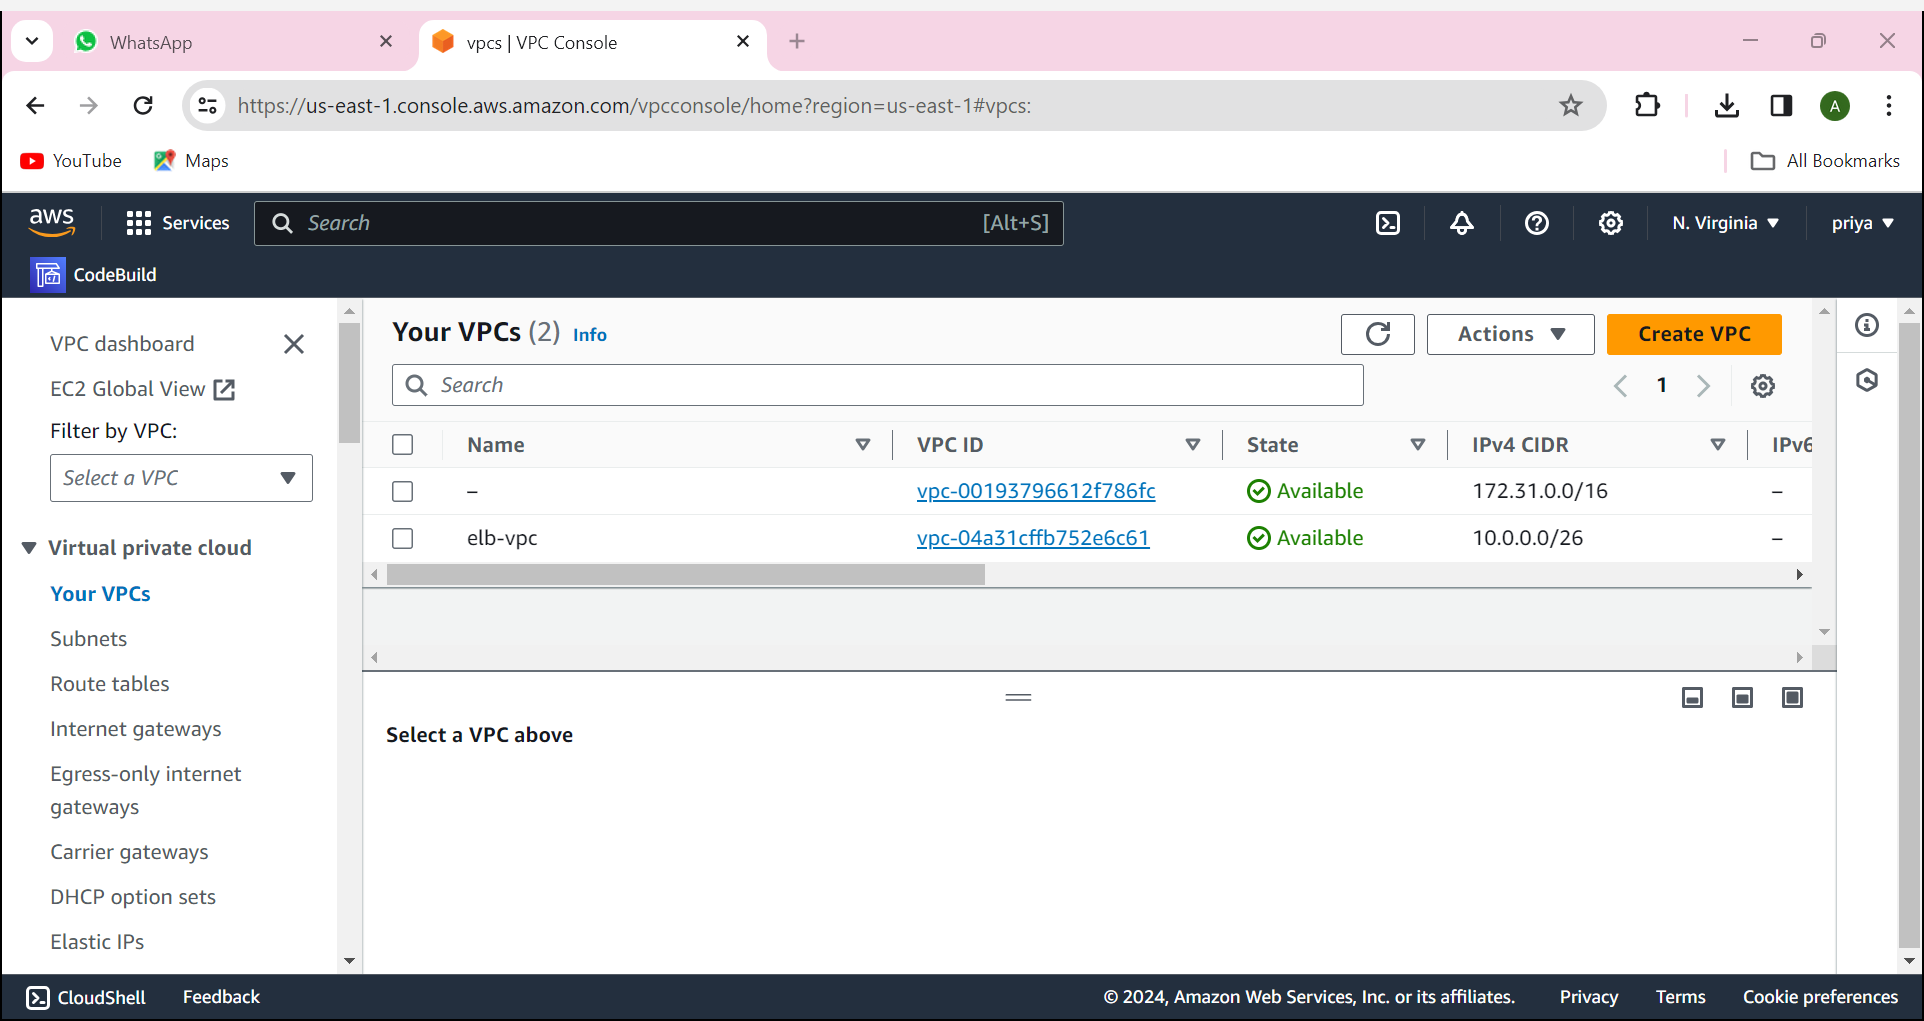 WhatsApp
vpcs | VPC Console
https://us-east-1.console.aws.amazon.com/vpcconsole/home?region=us-east-1#vpcs:
A
YouTube
Maps
All Bookmarks
aws
Services
Search
[Alt+S]
N. Virginia
priya
CodeBuild
VPC dashboard
EC2 Global View
Filter by VPC:
Select a VPC
Virtual private cloud
Your VPCs
Subnets
Route tables
Internet gateways
Egress-only internet
gateways
Carrier gateways
DHCP option sets
Elastic IPs
Your VPCs (2) Info
Actions
Create VPC
Search
1
Name VPC ID State IPv4 CIDR IPv6
– vpc-00193796612f786fc Available 172.31.0.0/16 –
elb-vpc vpc-04a31cffb752e6c61 Available 10.0.0.0/26 –
Select a VPC above
CloudShell
Feedback
© 2024, Amazon Web Services, Inc. or its affiliates.
Privacy
Terms
Cookie preferences